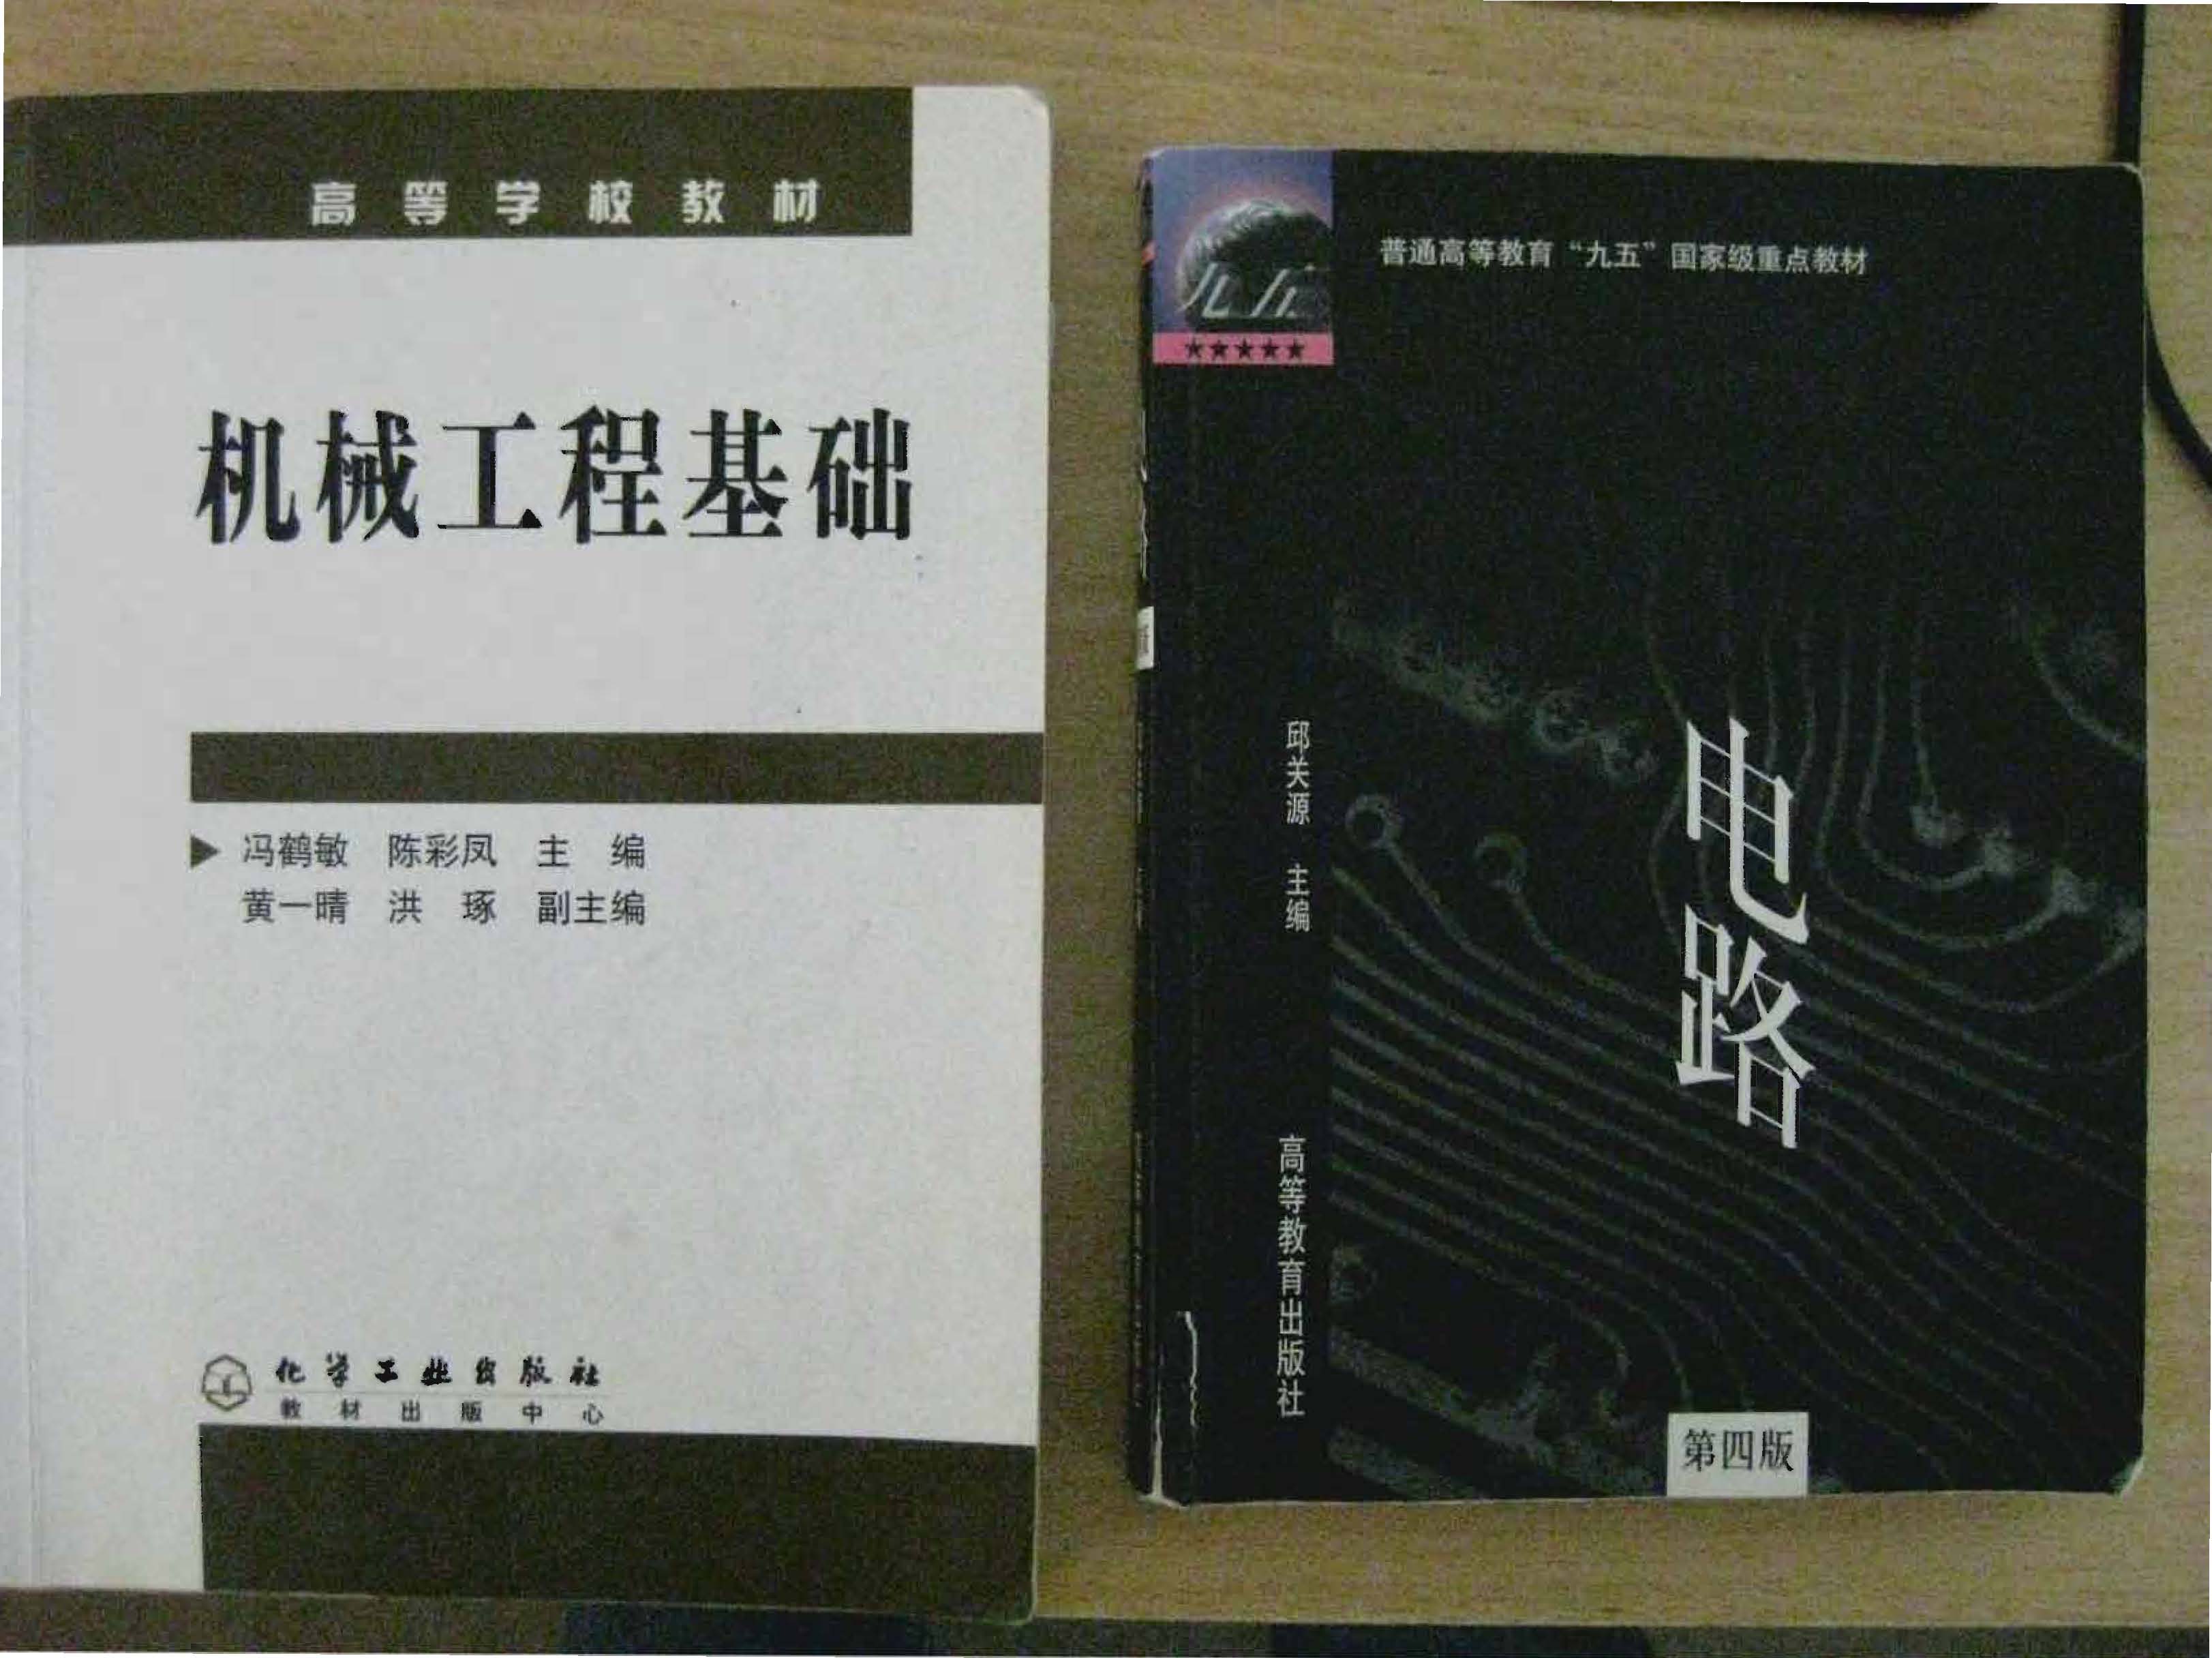 高等学校教材
机械工程基础
冯鹤敏 陈彩凤 主 编
黄一晴 洪 琢 副主编
化学工业出版社
教材出版中心
九五
普通高等教育“九五”国家级重点教材
邱关源 主编
电路
高等教育出版社
第四版